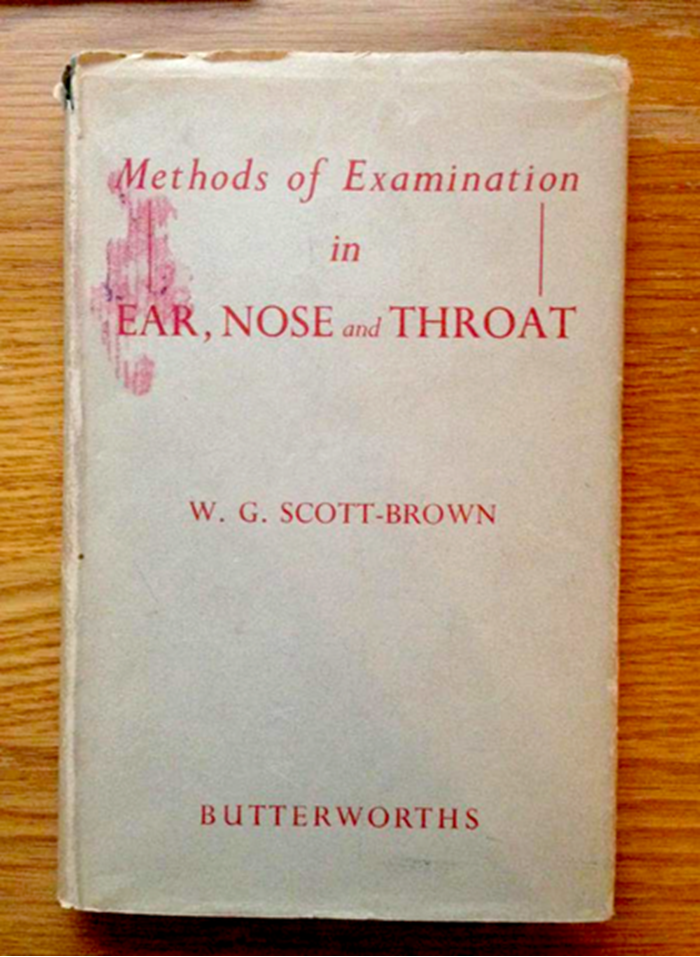 Methods of Examination
in
EAR, NOSE and THROAT
W. G. SCOTT-BROWN
BUTTERWORTHS